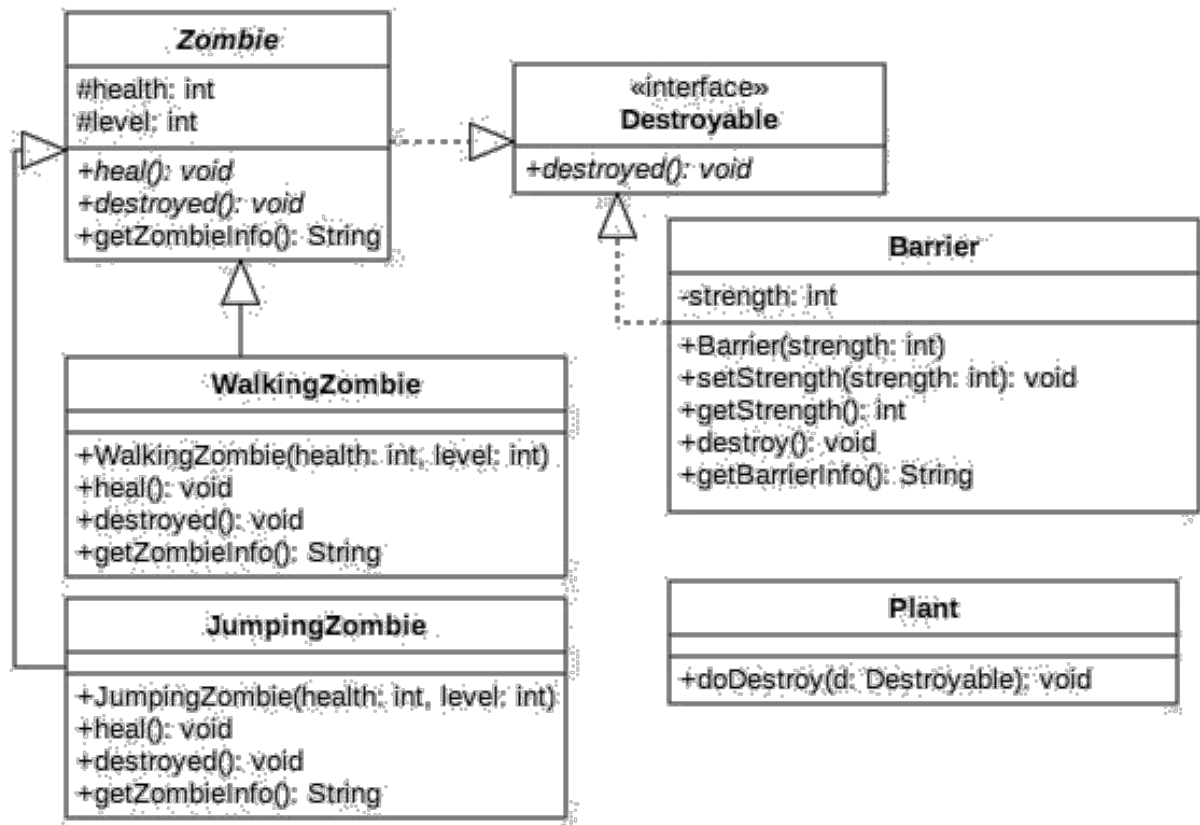 Zombie
#health: int
#level: int
+heal(): void
+destroyed(): void
+getZombieInfo(): String
«interface»
Destroyable
+destroyed(): void
Barrier
-strength: int
+Barrier(strength: int)
+setStrength(strength: int): void
+getStrength(): int
+destroy(): void
+getBarrierInfo(): String
WalkingZombie
+WalkingZombie(health: int, level: int)
+heal(): void
+destroyed(): void
+getZombieInfo(): String
JumpingZombie
+JumpingZombie(health: int, level: int)
+heal(): void
+destroyed(): void
+getZombieInfo(): String
Plant
+doDestroy(d: Destroyable): void